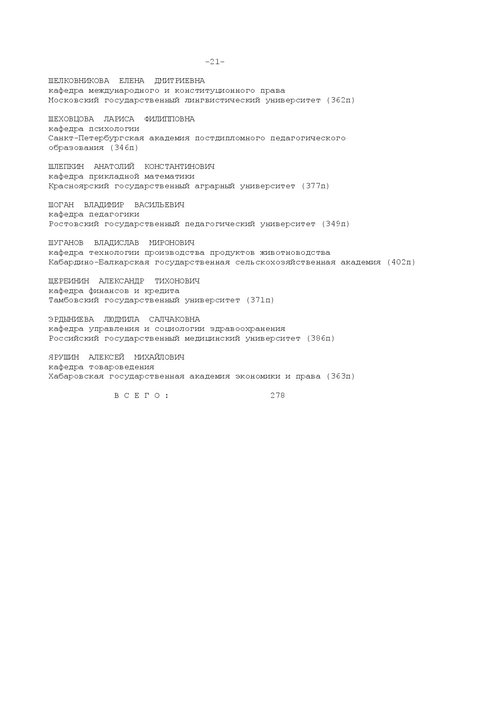 -21-
ШЕЛКОВНИКОВА ЕЛЕНА ДМИТРИЕВНА
кафедра международного и конституционного права
Московский государственный лингвистический университет (362п)
ШЕХОВЦОВА ЛАРИСА ФИЛИППОВНА
кафедра психологии
Санкт-Петербургская академия постдипломного педагогического
образования (346п)
ШЛЕПКИН АНАТОЛИЙ КОНСТАНТИНОВИЧ
кафедра прикладной математики
Красноярский государственный аграрный университет (377п)
ШОГАН ВЛАДИМИР ВАСИЛЬЕВИЧ
кафедра педагогики
Ростовский государственный педагогический университет (349п)
ШУГАНОВ ВЛАДИСЛАВ МИРОНОВИЧ
кафедра технологии производства продуктов животноводства
Кабардино-Балкарская государственная сельскохозяйственная академия (402п)
ЩЕРБИНИН АЛЕКСАНДР ТИХОНОВИЧ
кафедра финансов и кредита
Тамбовский государственный университет (371п)
ЭРДЫНИЕВА ЛЮДМИЛА САЛЧАКОВНА
кафедра управления и социологии здравоохранения
Российский государственный медицинский университет (386п)
ЯРУШИН АЛЕКСЕЙ МИХАЙЛОВИЧ
кафедра товароведения
Хабаровская государственная академия экономики и права (363п)
В С Е Г О : 278